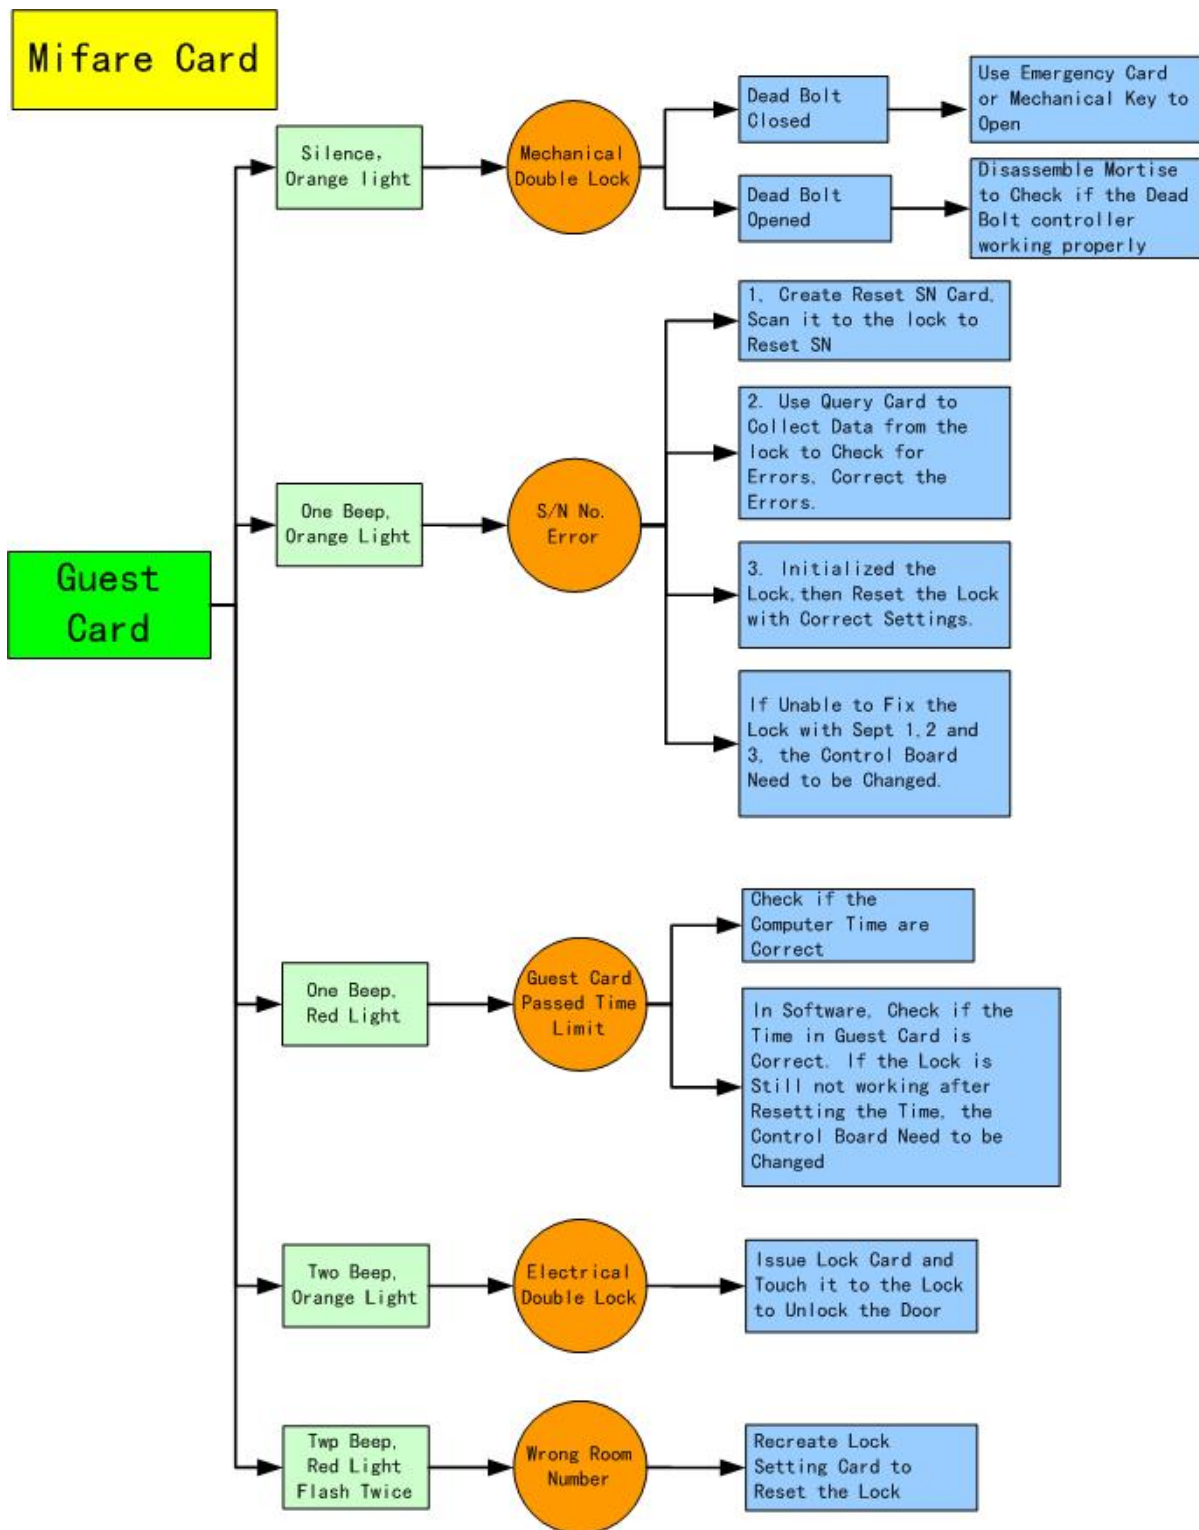 Mifare Card
Guest
Card
Silence,
Orange light
Mechanical
Double Lock
Dead Bolt
Closed
Use Emergency Card
or Mechanical Key to
Open
Dead Bolt
Opened
Disassemble Mortise
to Check if the Dead
Bolt controller
working properly
One Beep,
Orange Light
S/N No.
Error
1, Create Reset SN Card,
Scan it to the lock to
Reset SN
2. Use Query Card to
Collect Data from the
lock to Check for
Errors, Correct the
Errors.
3. Initialized the
Lock,then Reset the Lock
with Correct Settings.
If Unable to Fix the
Lock with Sept 1,2 and
3, the Control Board
Need to be Changed.
One Beep,
Red Light
Guest Card
Passed Time
Limit
Check if the
Computer Time are
Correct
In Software, Check if the
Time in Guest Card is
Correct. If the Lock is
Still not working after
Resetting the Time, the
Control Board Need to be
Changed
Two Beep,
Orange Light
Electrical
Double Lock
Issue Lock Card and
Touch it to the Lock
to Unlock the Door
Twp Beep,
Red Light
Flash Twice
Wrong Room
Number
Recreate Lock
Setting Card to
Reset the Lock